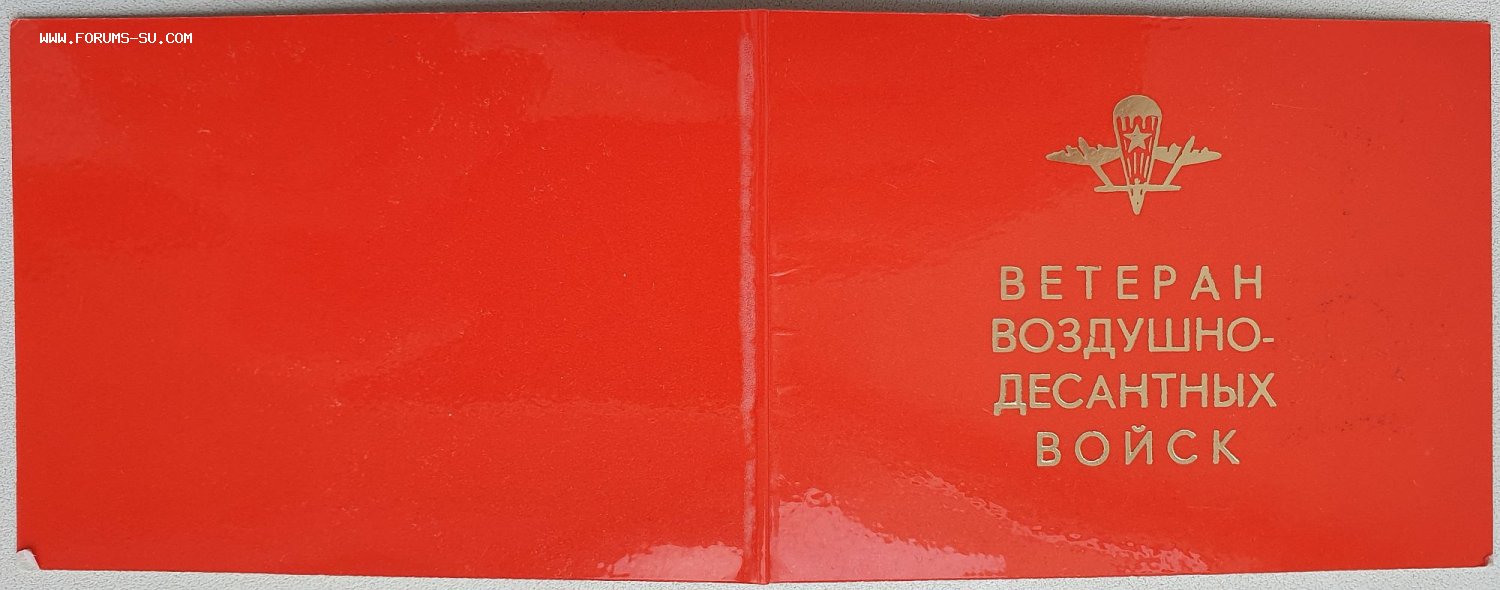 WWW.FORUMS-SU.COM
ВЕТЕРАН
ВОЗДУШНО-
ДЕСАНТНЫХ
ВОЙСК